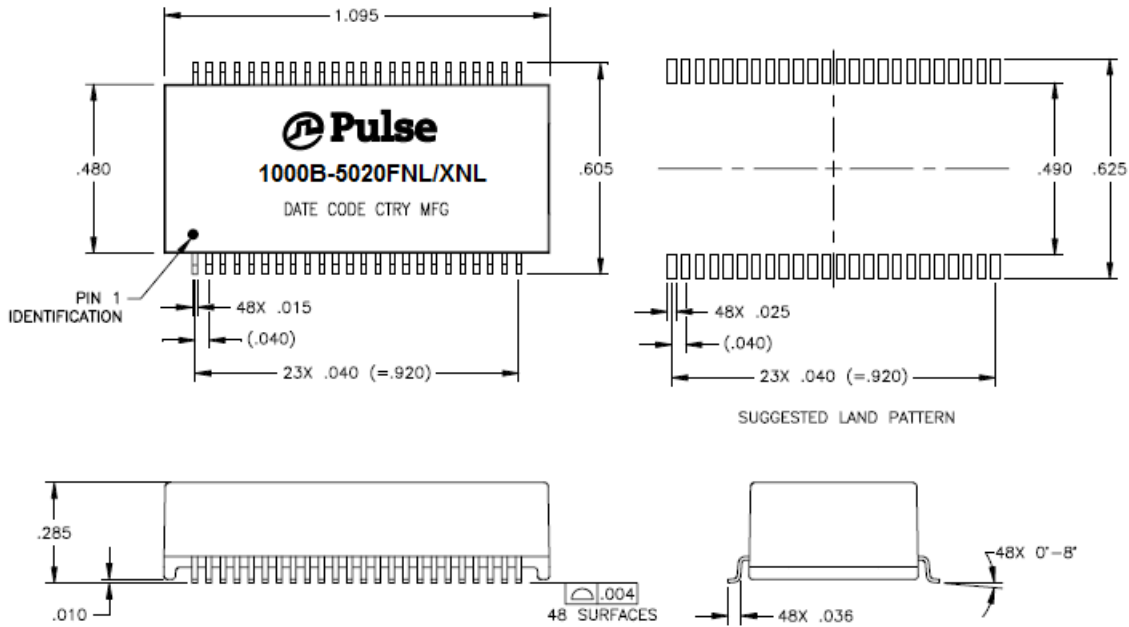 1.095
Pulse
1000B-5020FNL/XNL
DATE CODE CTRY MFG
.480
.605
PIN 1
IDENTIFICATION
48X .015
(.040)
23X .040 (=.920)
.490
.625
48X .025
(.040)
23X .040 (=.920)
SUGGESTED LAND PATTERN
.285
.010
.004
48 SURFACES
48X 0°-8°
48X .036